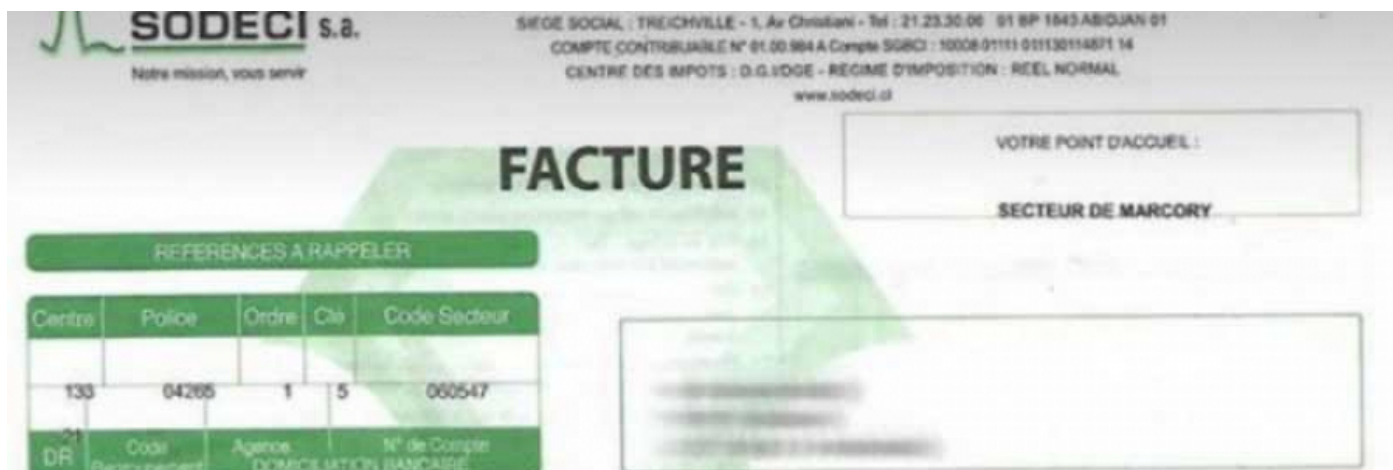 SODECI s.a.
Notre mission, vous servir
SIEGE SOCIAL : TREICHVILLE - 1, Av Christiani - Tel : 21.23.30.00 01 BP 1843 ABIDJAN 01
COMPTE CONTRIBUABLE N° 01.00.984 A Compte SGBCI : 10008 01111 011130114871 14
CENTRE DES IMPOTS : D.G.I/DGE - REGIME D'IMPOSITION : REEL NORMAL
www.sodeci.ci
VOTRE POINT D'ACCUEIL :
SECTEUR DE MARCORY
FACTURE
REFERENCES A RAPPELER
Centre Police Ordre Clé Code Secteur
133 04265 1 5 060547
21
DR Code Agence N° de Compte
DOMICILIATION BANCAIRE